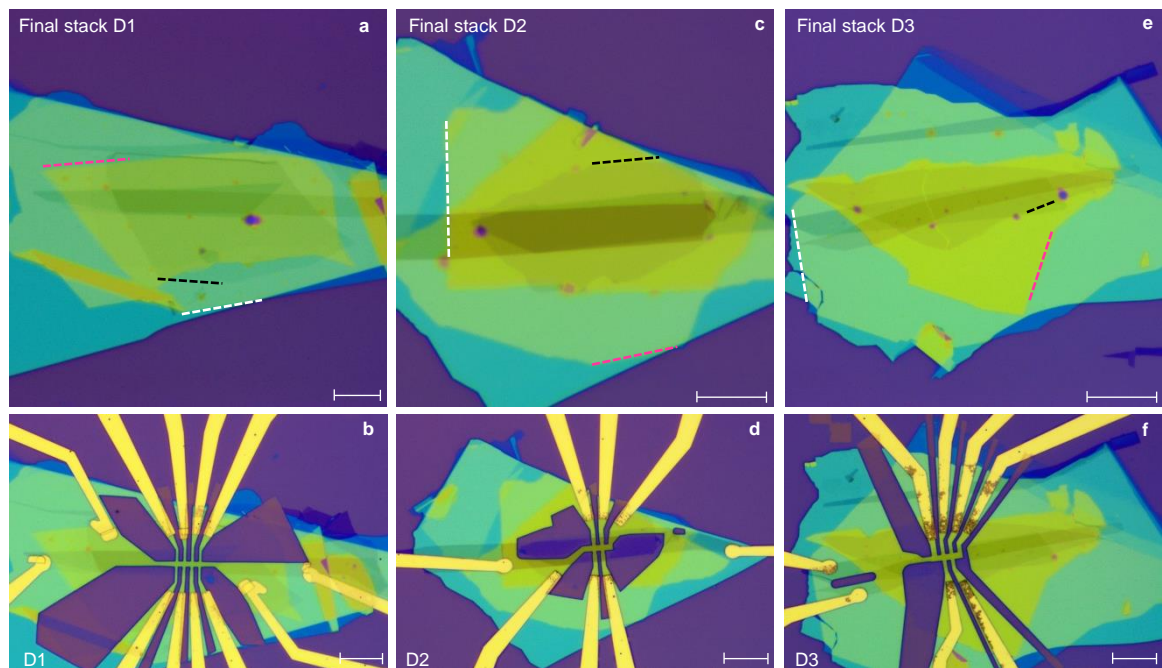 Final stack D1
a
Final stack D2
c
Final stack D3
e
b
D1
d
D2
f
D3